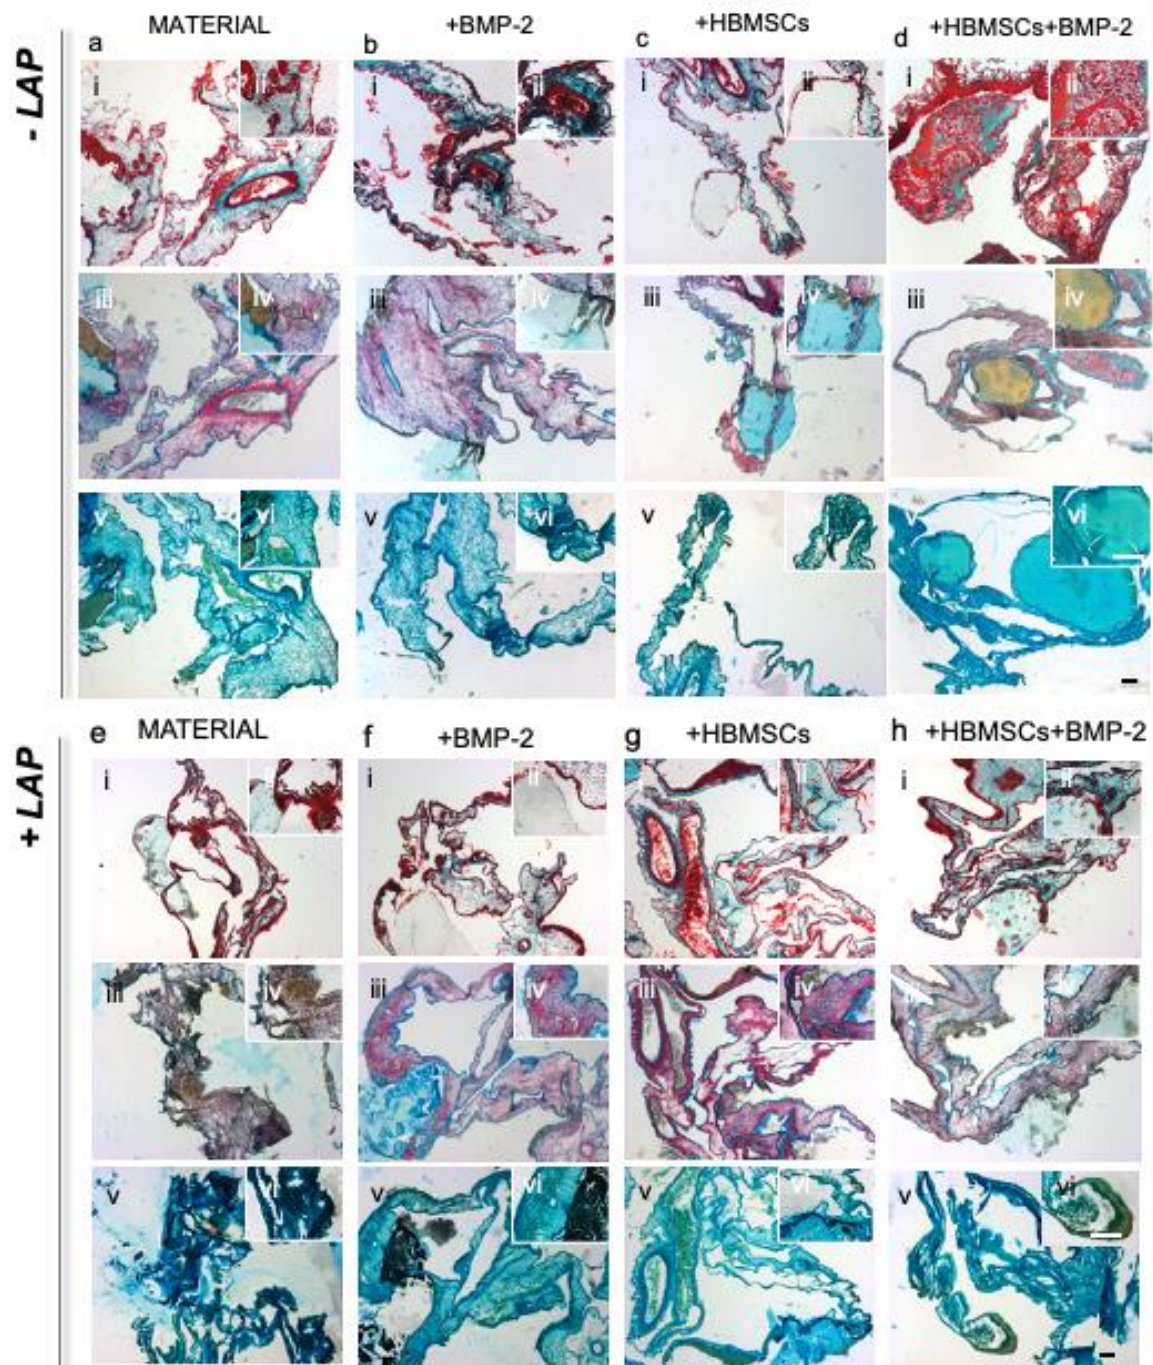 - LAP
MATERIAL +BMP-2 +HBMSCs +HBMSCs+BMP-2
a b c d
i ii i ii i ii i ii
iii iv iii iv iii iv iii iv
v vi v vi v v vi
+ LAP
MATERIAL +BMP-2 +HBMSCs +HBMSCs+BMP-2
e f g h
i i ii i ii
iii iv iii iv iii iv
v v vi v vi v vi